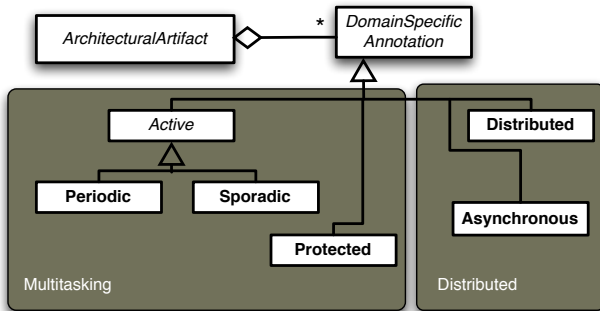 ArchitecturalArtifact
*
DomainSpecific
Annotation
Active
Distributed
Periodic
Sporadic
Asynchronous
Protected
Multitasking
Distributed